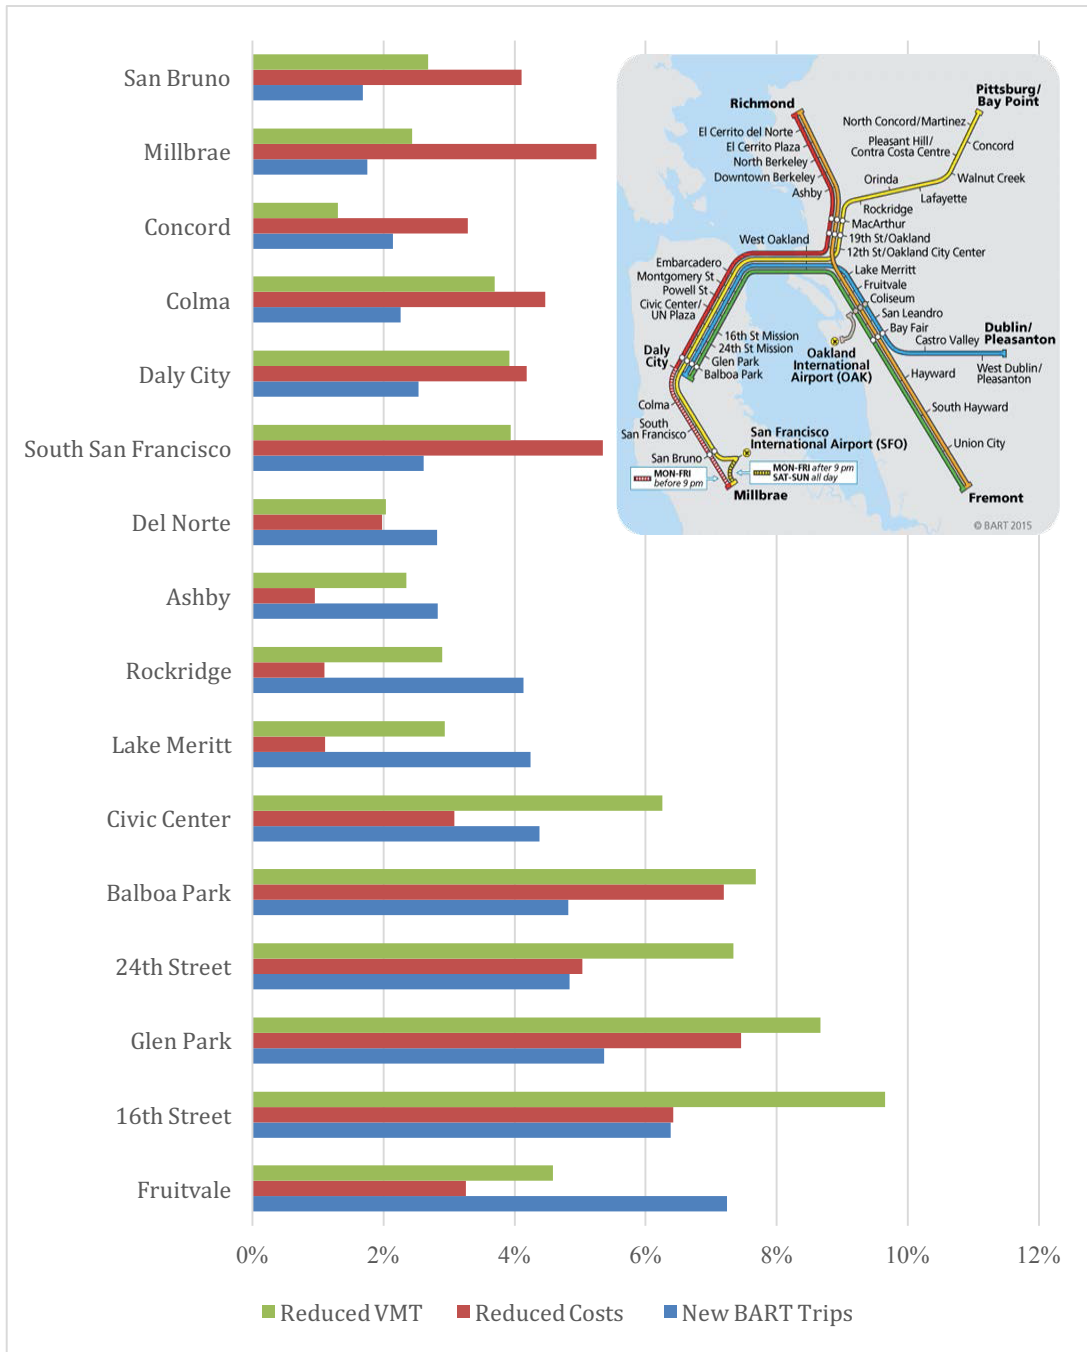 San Bruno
Millbrae
Concord
Colma
Daly City
South San Francisco
Del Norte
Ashby
Rockridge
Lake Meritt
Civic Center
Balboa Park
24th Street
Glen Park
16th Street
Fruitvale
0%
2%
4%
6%
8%
10%
12%
Reduced VMT
Reduced Costs
New BART Trips
Richmond
El Cerrito del Norte
El Cerrito Plaza
North Berkeley
Downtown Berkeley
Ashby
Pittsburg/
Bay Point
North Concord/Martinez
Concord
Pleasant Hill/
Contra Costa Centre
Walnut Creek
Lafayette
Orinda
Rockridge
MacArthur
19th St/Oakland
12th St/Oakland City Center
West Oakland
Embarcadero
Montgomery St
Powell St
Civic Center/
UN Plaza
16th St Mission
24th St Mission
Glen Park
Balboa Park
Daly
City
Colma
South
San Francisco
San Bruno
San Francisco
International Airport (SFO)
MON-FRI
before 9 pm
MON-FRI after 9 pm
SAT-SUN all day
Millbrae
Lake Merritt
Fruitvale
Coliseum
San Leandro
Bay Fair
Castro Valley
Dublin/
Pleasanton
West Dublin/
Pleasanton
Oakland
International
Airport (OAK)
Hayward
South Hayward
Union City
Fremont
© BART 2015